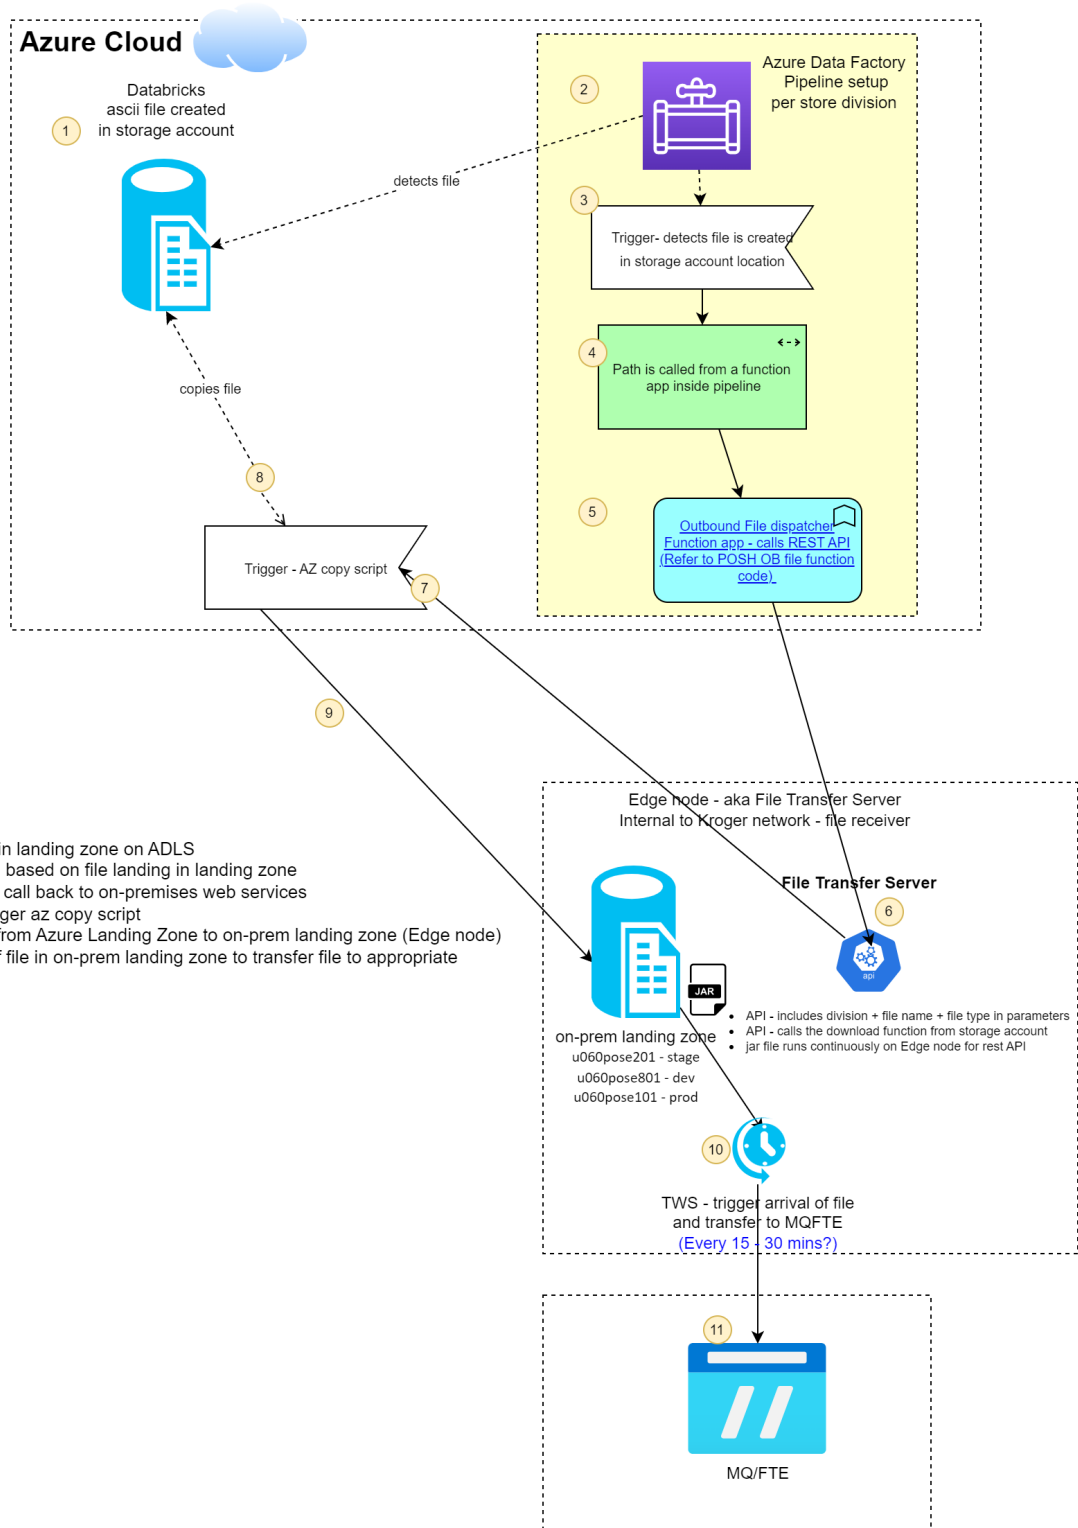 Azure Cloud
Databricks
ascii file created
in storage account
1
2
Azure Data Factory
Pipeline setup
per store division
detects file
3
Trigger- detects file is created
in storage account location
4
Path is called from a function
app inside pipeline
copies file
8
5
Outbound File dispatcher
Function app - calls REST API
(Refer to POSH OB file function
code)
Trigger - AZ copy script
7
9
Edge node - aka File Transfer Server
Internal to Kroger network - file receiver
in landing zone on ADLS
based on file landing in landing zone
call back to on-premises web services
ger az copy script
from Azure Landing Zone to on-prem landing zone (Edge node)
f file in on-prem landing zone to transfer file to appropriate
File Transfer Server
6
api
JAR
• API - includes division + file name + file type in parameters
• API - calls the download function from storage account
• jar file runs continuously on Edge node for rest API
on-prem landing zone
u060pose201 - stage
u060pose801 - dev
u060pose101 - prod
10
TWS - trigger arrival of file
and transfer to MQFTE
(Every 15 - 30 mins?)
11
MQ/FTE